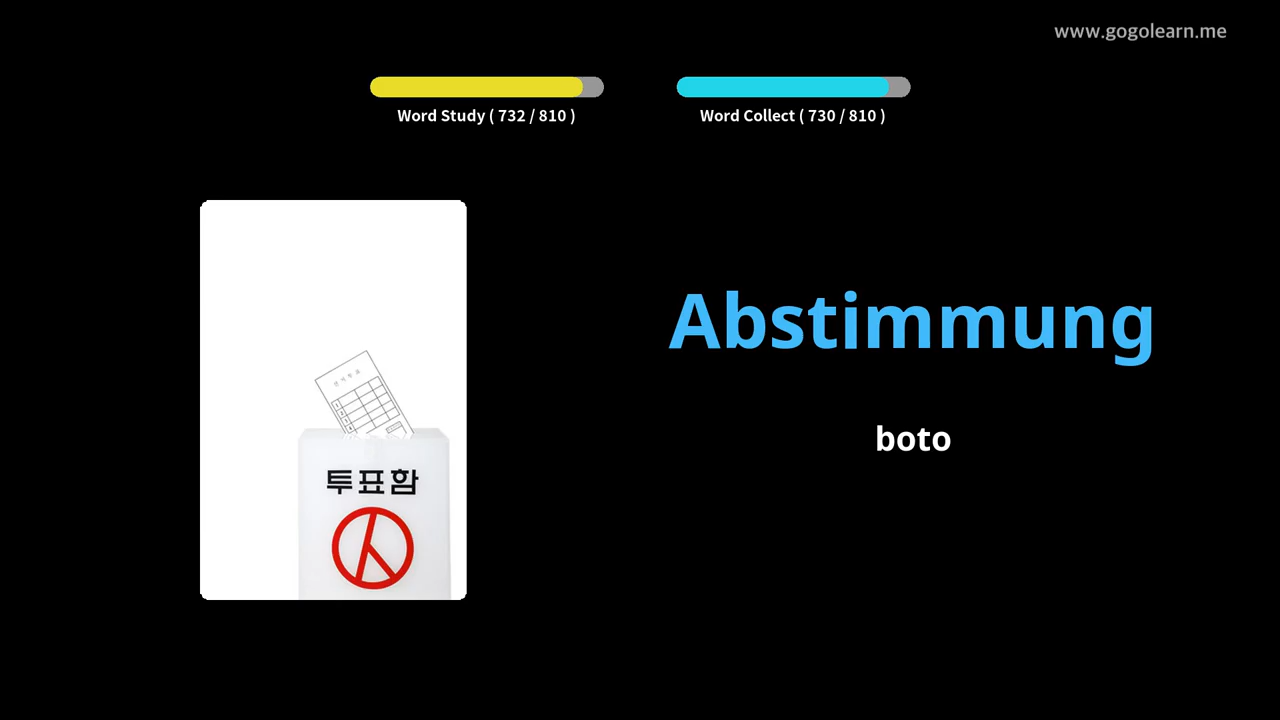 www.gogolearn.me
Word Study ( 732 / 810 )
Word Collect ( 730 / 810 )
Abstimmung
boto
투표함